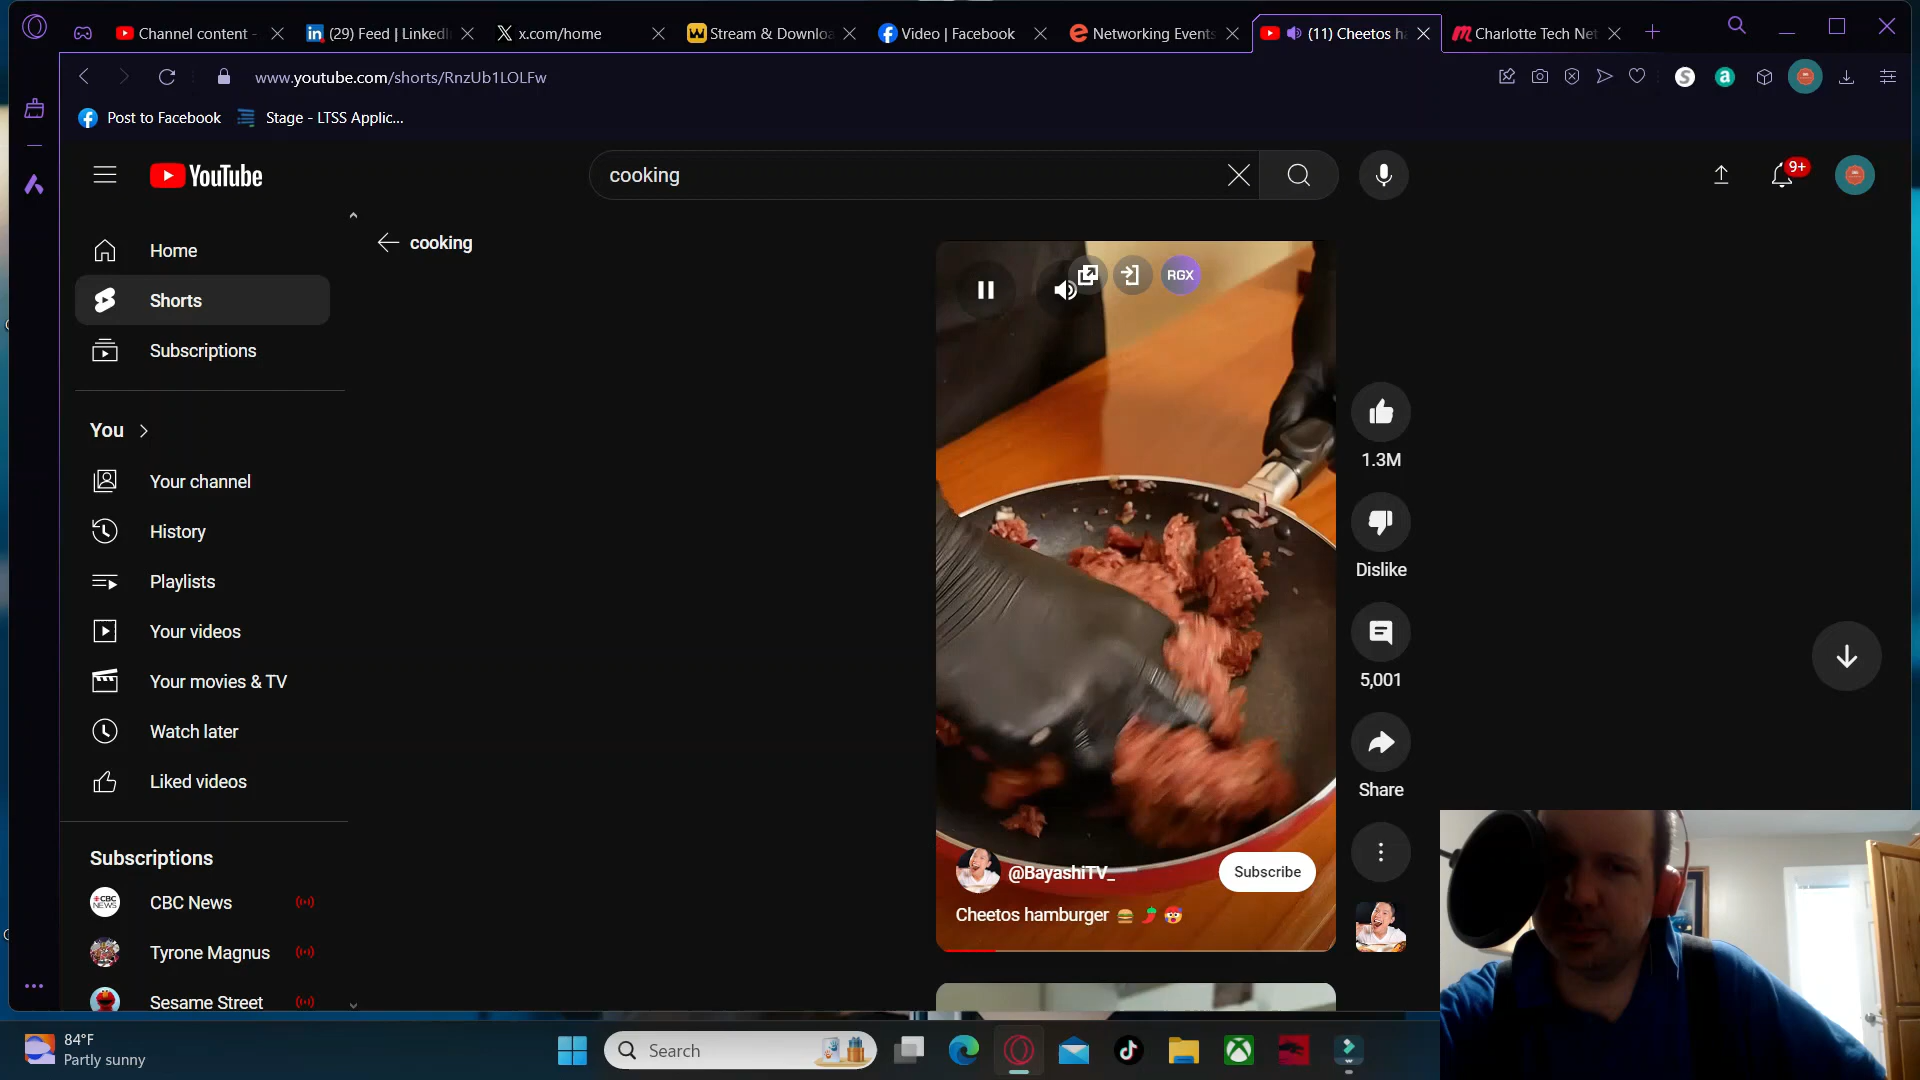 Channel content -
(29) Feed | LinkedI
x.com/home
Stream & Downloa
Video | Facebook
Networking Events
(11) Cheetos ha
Charlotte Tech Net
www.youtube.com/shorts/RnzUb1LOLFw
Post to Facebook
Stage - LTSS Applic...
YouTube
cooking
9+
Home
cooking
Shorts
RGX
Subscriptions
You
Your channel
1.3M
History
Dislike
Playlists
Your videos
5,001
Your movies & TV
Watch later
Share
Liked videos
Subscriptions
@BayashiTV_
Subscribe
Cheetos hamburger 🍔 🌶️ 🥵
CBC News
Tyrone Magnus
Sesame Street
84°F
Partly sunny
Search